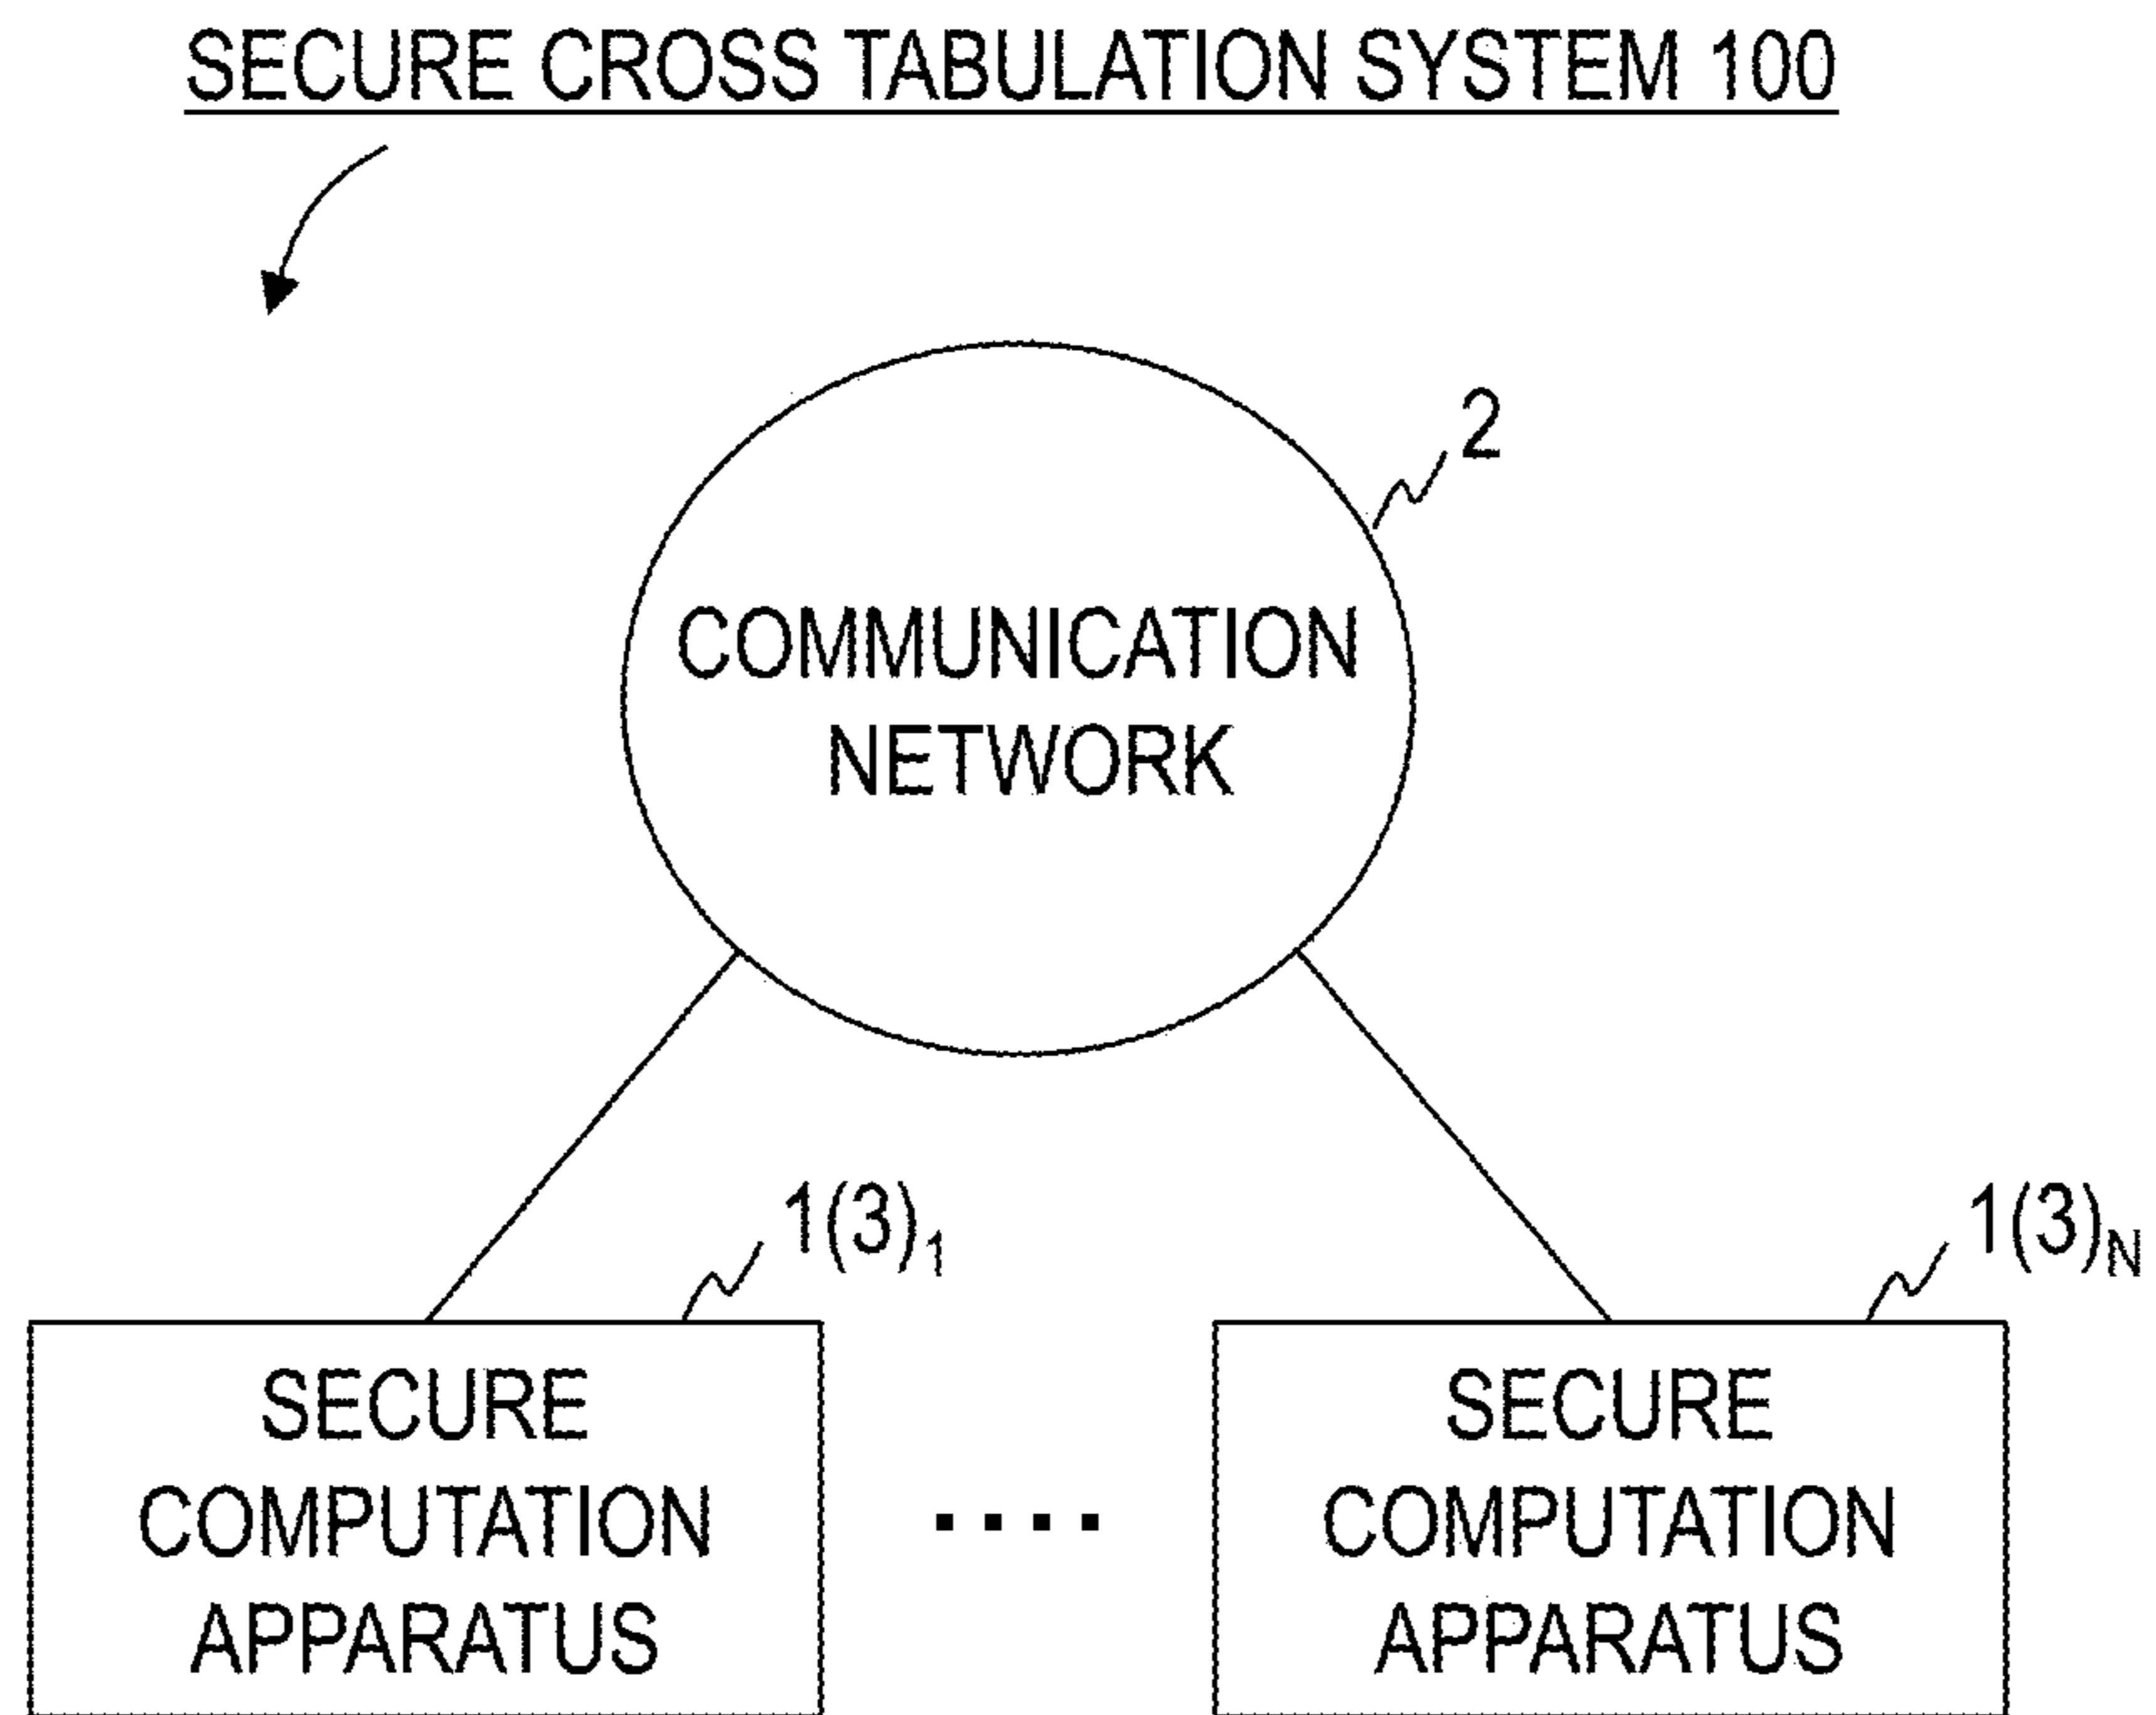 SECURE CROSS TABULATION SYSTEM 100
2
COMMUNICATION
NETWORK
1(3)₁
1(3)N
SECURE
COMPUTATION
APPARATUS
....
SECURE
COMPUTATION
APPARATUS